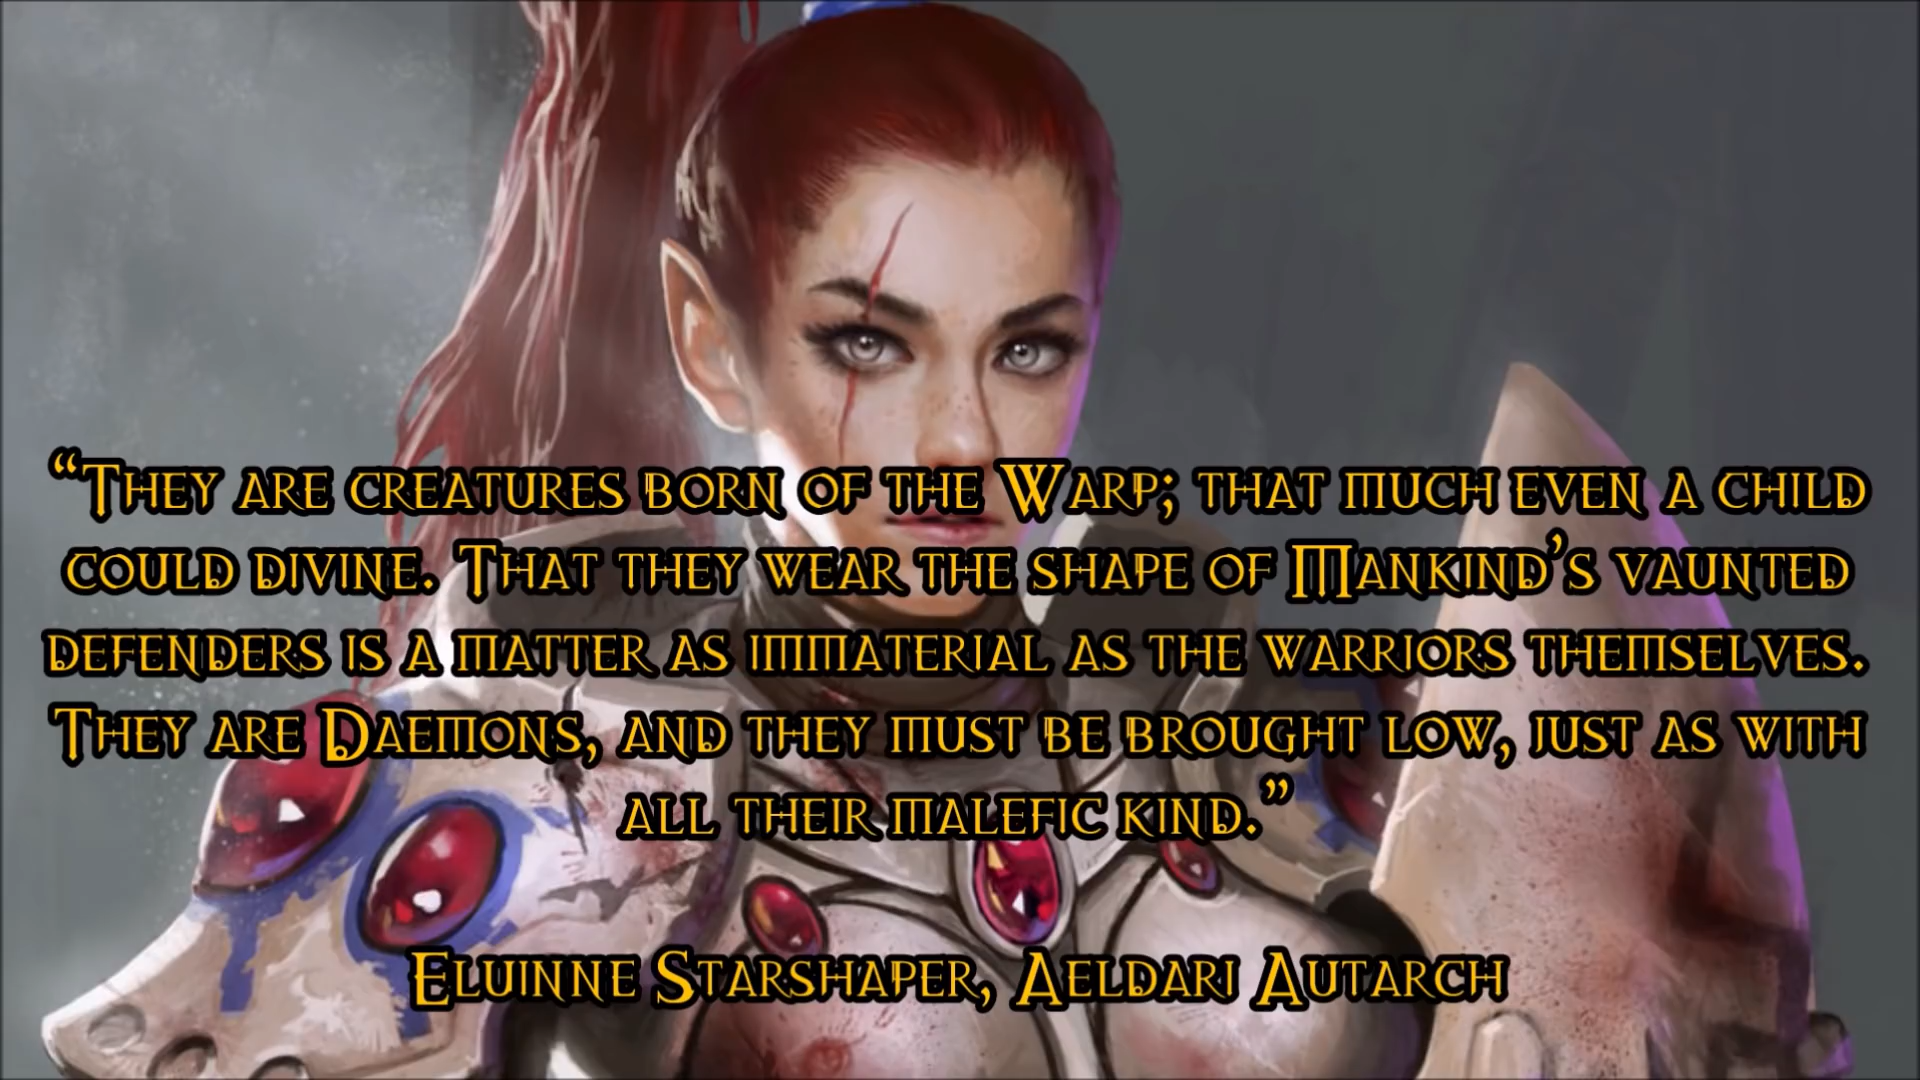 “They are creatures born of the Warp; that much even a child
could divine. That they wear the shape of Mankind’s vaunted
defenders is a matter as immaterial as the warriors themselves.
They are Daemons, and they must be brought low, just as with
all their malefic kind.”
Eluinne Starshaper, Aeldari Autarch